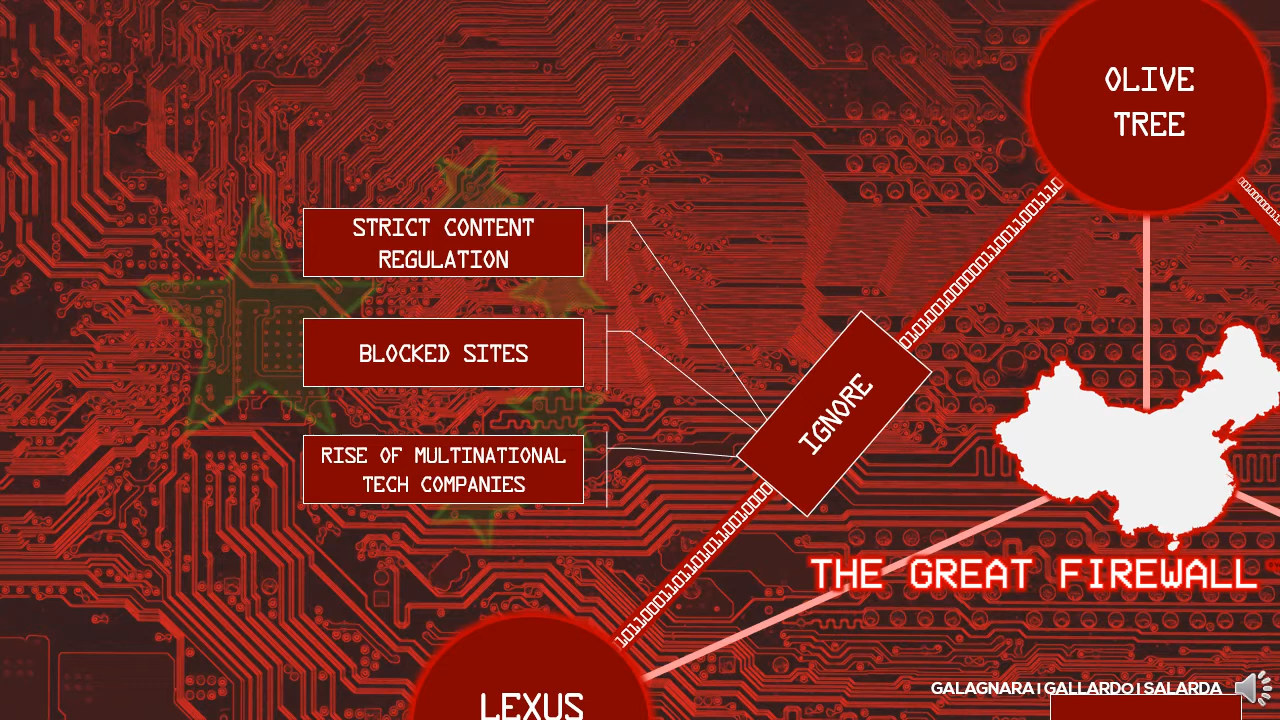 OLIVE
TREE
STRICT CONTENT
REGULATION
BLOCKED SITES
RISE OF MULTINATIONAL
TECH COMPANIES
IGNORE
THE GREAT FIREWALL
LEXUS
GALAGNARA | GALLARDO | SALARDA